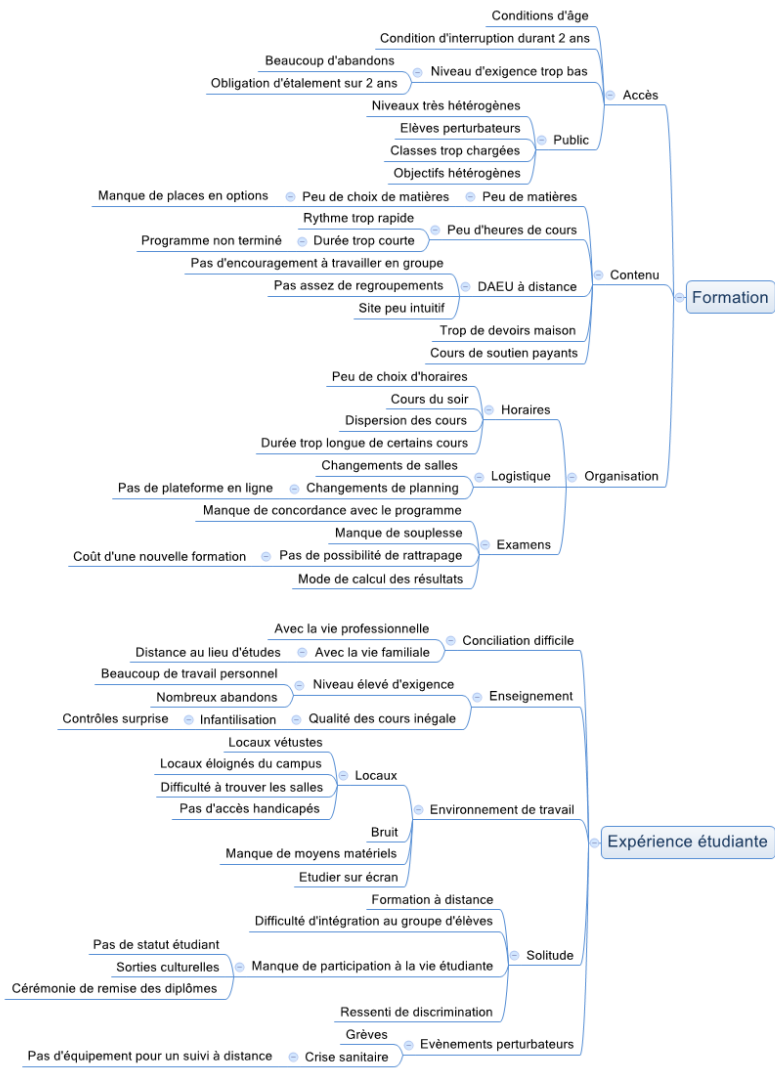 Conditions d'âge
Condition d'interruption durant 2 ans
Beaucoup d'abandons
Niveau d'exigence trop bas
Obligation d'étalement sur 2 ans
Accès
Niveaux très hétérogènes
Elèves perturbateurs
Public
Classes trop chargées
Objectifs hétérogènes
Manque de places en options
Peu de choix de matières
Peu de matières
Rythme trop rapide
Peu d'heures de cours
Programme non terminé
Durée trop courte
Pas d'encouragement à travailler en groupe
Contenu
Pas assez de regroupements
DAEU à distance
Formation
Site peu intuitif
Trop de devoirs maison
Cours de soutien payants
Peu de choix d'horaires
Cours du soir
Horaires
Dispersion des cours
Durée trop longue de certains cours
Changements de salles
Logistique
Organisation
Pas de plateforme en ligne
Changements de planning
Manque de concordance avec le programme
Manque de souplesse
Examens
Coût d'une nouvelle formation
Pas de possibilité de rattrapage
Mode de calcul des résultats
Avec la vie professionnelle
Conciliation difficile
Distance au lieu d'études
Avec la vie familiale
Beaucoup de travail personnel
Niveau élevé d'exigence
Nombreux abandons
Enseignement
Contrôles surprise
Infantilisation
Qualité des cours inégale
Locaux vétustes
Locaux éloignés du campus
Locaux
Difficulté à trouver les salles
Pas d'accès handicapés
Environnement de travail
Bruit
Expérience étudiante
Manque de moyens matériels
Etudier sur écran
Formation à distance
Difficulté d'intégration au groupe d'élèves
Pas de statut étudiant
Solitude
Sorties culturelles
Manque de participation à la vie étudiante
Cérémonie de remise des diplômes
Ressenti de discrimination
Grèves
Evènements perturbateurs
Pas d'équipement pour un suivi à distance
Crise sanitaire